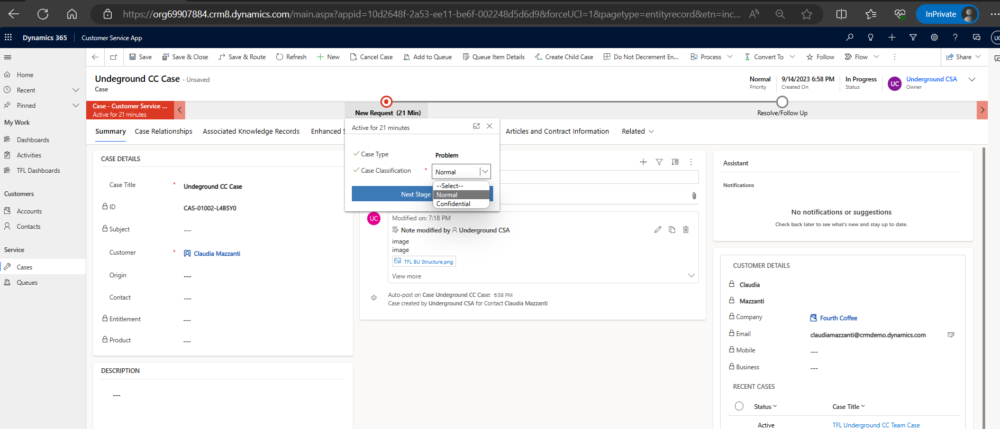 https://org69907884.crm8.dynamics.com/main.aspx?appid=10d2648f-2a53-ee11-be6f-002248d5d6d9&forceUCI=1&pagetype=entityrecord&etn=inc...
InPrivate
Dynamics 365
Customer Service App
UC
Save
Save & Close
Save & Route
Refresh
New
Cancel Case
Add to Queue
Queue Item Details
Create Child Case
Do Not Decrement En...
Process
Convert To
Follow
Flow
Share
Home
Recent
Pinned
My Work
Dashboards
Activities
TFL Dashboards
Customers
Accounts
Contacts
Service
Cases
Queues
Undeground CC Case - Unsaved
Case
Normal
Priority
9/14/2023 6:58 PM
Created On
In Progress
Status
UC
Underground CSA
Owner
Case - Customer Service ...
Active for 21 minutes
New Request (21 Min)
Resolve/Follow Up
Summary
Case Relationships
Associated Knowledge Records
Enhanced S
Articles and Contract Information
Related
Active for 21 minutes
Case Type
Problem
Case Classification *
Normal
--Select--
Normal
Confidential
Next Stage
CASE DETAILS
Case Title * Undeground CC Case
ID CAS-01002-L4B5Y0
Subject ---
Customer * Claudia Mazzanti
Origin ---
Contact ---
Entitlement ---
Product ---
DESCRIPTION
---
UC
Modified on: 7:18 PM
Note modified by Underground CSA
image
image
TFL BU Structure.png
View more
Auto-post on Case Undeground CC Case: 6:58 PM
Case created by Underground CSA for Contact Claudia Mazzanti
Assistant
Notifications
No notifications or suggestions
Check back later to see what's new and stay up to date.
CUSTOMER DETAILS
Claudia
Mazzanti
Company Fourth Coffee
Email claudiamazzanti@crmdemo.dynamics.com
Mobile ---
Business ---
RECENT CASES
Status Case Title
Active TFL Underground CC Team Case